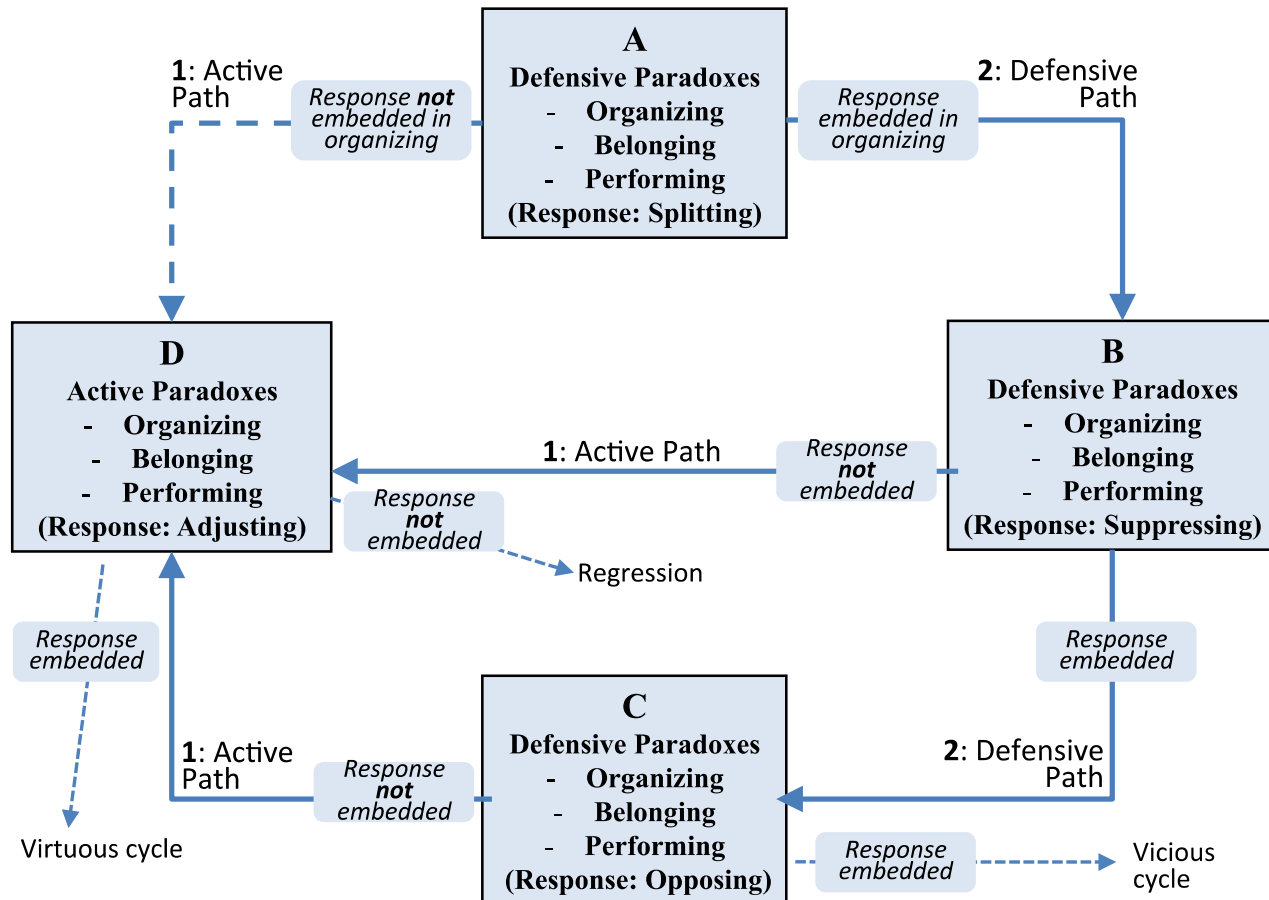 A
Defensive Paradoxes
- Organizing
- Belonging
- Performing
(Response: Splitting)
1: Active
Path
Response not
embedded in
organizing
Response
embedded in
organizing
2: Defensive
Path
D
Active Paradoxes
- Organizing
- Belonging
- Performing
(Response: Adjusting)
1: Active Path
Response
not
embedded
B
Defensive Paradoxes
- Organizing
- Belonging
- Performing
(Response: Suppressing)
Response
not
embedded
Regression
Response
embedded
Virtuous cycle
1: Active
Path
Response
not
embedded
C
Defensive Paradoxes
- Organizing
- Belonging
- Performing
(Response: Opposing)
Response
embedded
2: Defensive
Path
Response
embedded
Vicious
cycle